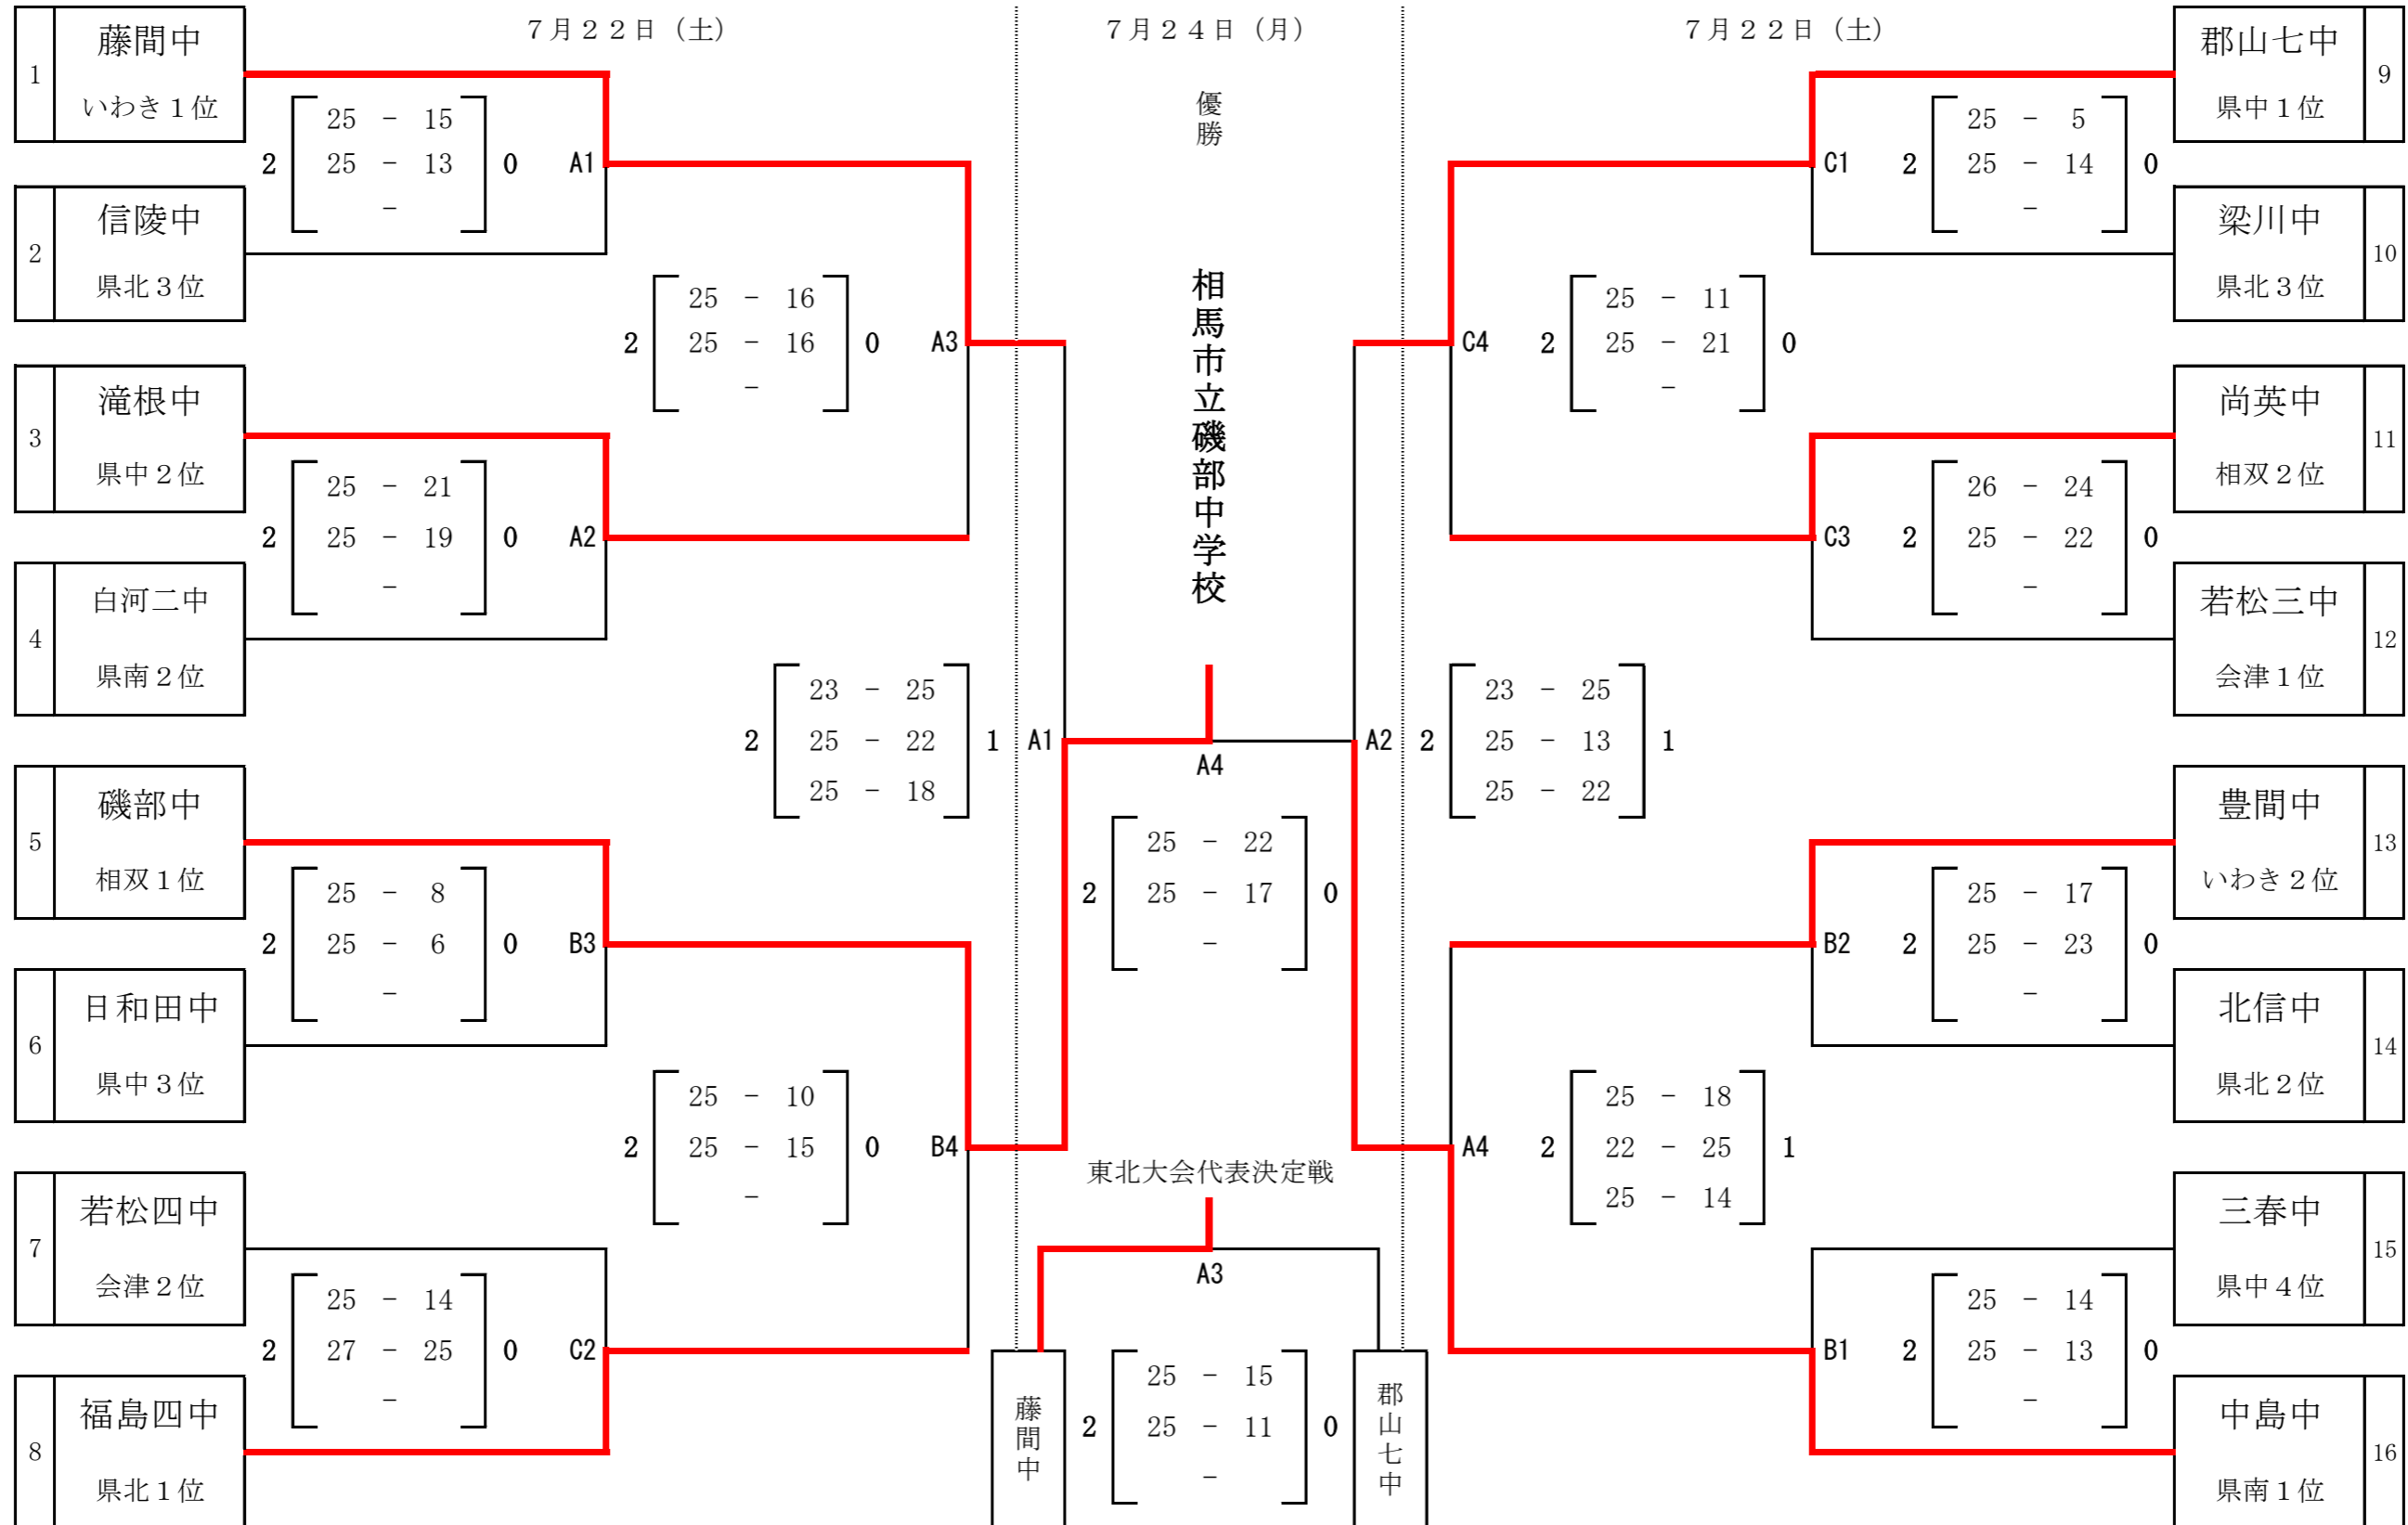 7月22日（土）
7月24日（月）
7月22日（土）
1
藤間中
いわき1位
2
信陵中
県北3位
3
滝根中
県中2位
4
白河二中
県南2位
5
磯部中
相双1位
6
日和田中
県中3位
7
若松四中
会津2位
8
福島四中
県北1位
2
25 - 15
25 - 13
-
0
A1
2
25 - 21
25 - 19
-
0
A2
2
25 - 8
25 - 6
-
0
B3
2
25 - 14
27 - 25
-
0
C2
2
25 - 16
25 - 16
-
0
A3
2
25 - 10
25 - 15
-
0
B4
2
23 - 25
25 - 22
25 - 18
1
A1
優勝
相馬市立磯部中学校
A4
2
25 - 22
25 - 17
-
0
東北大会代表決定戦
A3
藤間中
2
25 - 15
25 - 11
-
0
郡山七中
A2
2
23 - 25
25 - 13
25 - 22
1
C4
2
25 - 11
25 - 21
-
0
A4
2
25 - 18
22 - 25
25 - 14
1
C1
2
25 - 5
25 - 14
-
0
C3
2
26 - 24
25 - 22
-
0
B2
2
25 - 17
25 - 23
-
0
B1
2
25 - 14
25 - 13
-
0
郡山七中
県中1位
9
梁川中
県北3位
10
尚英中
相双2位
11
若松三中
会津1位
12
豊間中
いわき2位
13
北信中
県北2位
14
三春中
県中4位
15
中島中
県南1位
16